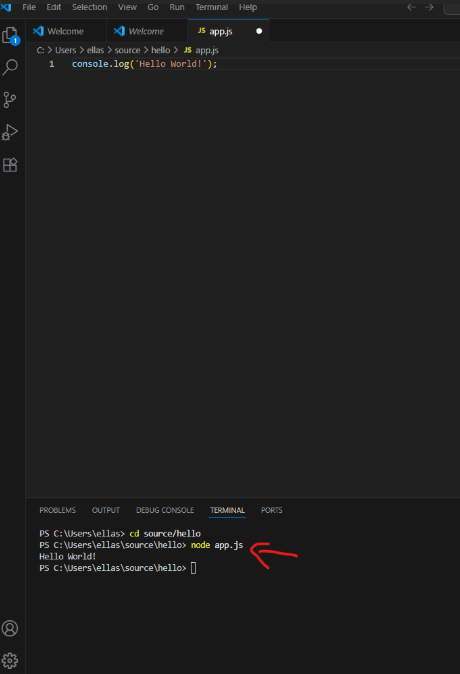 File Edit Selection View Go Run Terminal Help
Welcome Welcome JS app.js
C: > Users > ellas > source > hello > JS app.js
1 console.log('Hello World!');
1
PROBLEMS OUTPUT DEBUG CONSOLE TERMINAL PORTS
PS C:\Users\ellas> cd source/hello
PS C:\Users\ellas\source\hello> node app.js
Hello World!
PS C:\Users\ellas\source\hello>